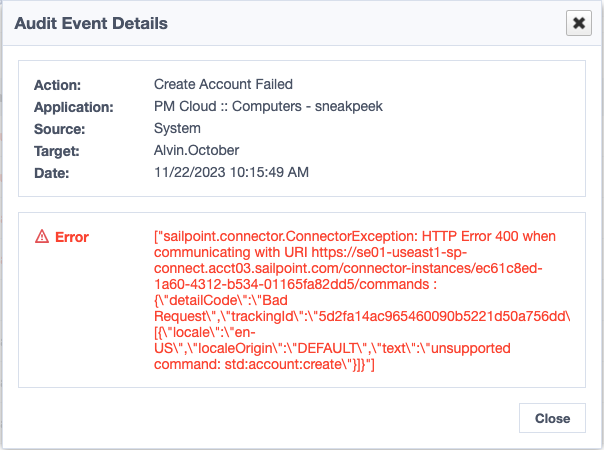 Audit Event Details
Action: Create Account Failed
Application: PM Cloud :: Computers - sneakpeek
Source: System
Target: Alvin.October
Date: 11/22/2023 10:15:49 AM
Error ["sailpoint.connector.ConnectorException: HTTP Error 400 when
communicating with URI https://se01-useast1-sp-
connect.acct03.sailpoint.com/connector-instances/ec61c8ed-
1a60-4312-b534-01165fa82dd5/commands :
{\"detailCode\":\"Bad
Request\",\"trackingId\":\"5d2fa14ac965460090b5221d50a756dd\
[{\"locale\":\"en-
US\",\"localeOrigin\":\"DEFAULT\",\"text\":\"unsupported
command: std:account:create\"}]}"]
Close